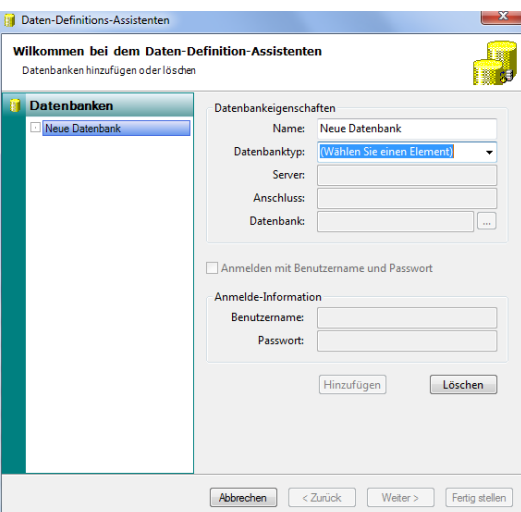 Daten-Definitions-Assistenten
Wilkommen bei dem Daten-Definition-Assistenten
Datenbanken hinzufügen oder löschen
Datenbanken
Neue Datenbank
Datenbankeigenschaften
Name: Neue Datenbank
Datenbanktyp: (Wählen Sie einen Element)
Server:
Anschluss:
Datenbank: ...
Anmelden mit Benutzername und Passwort
Anmelde-Information
Benutzername:
Passwort:
Hinzufügen Löschen
Abbrechen < Zurück Weiter > Fertig stellen